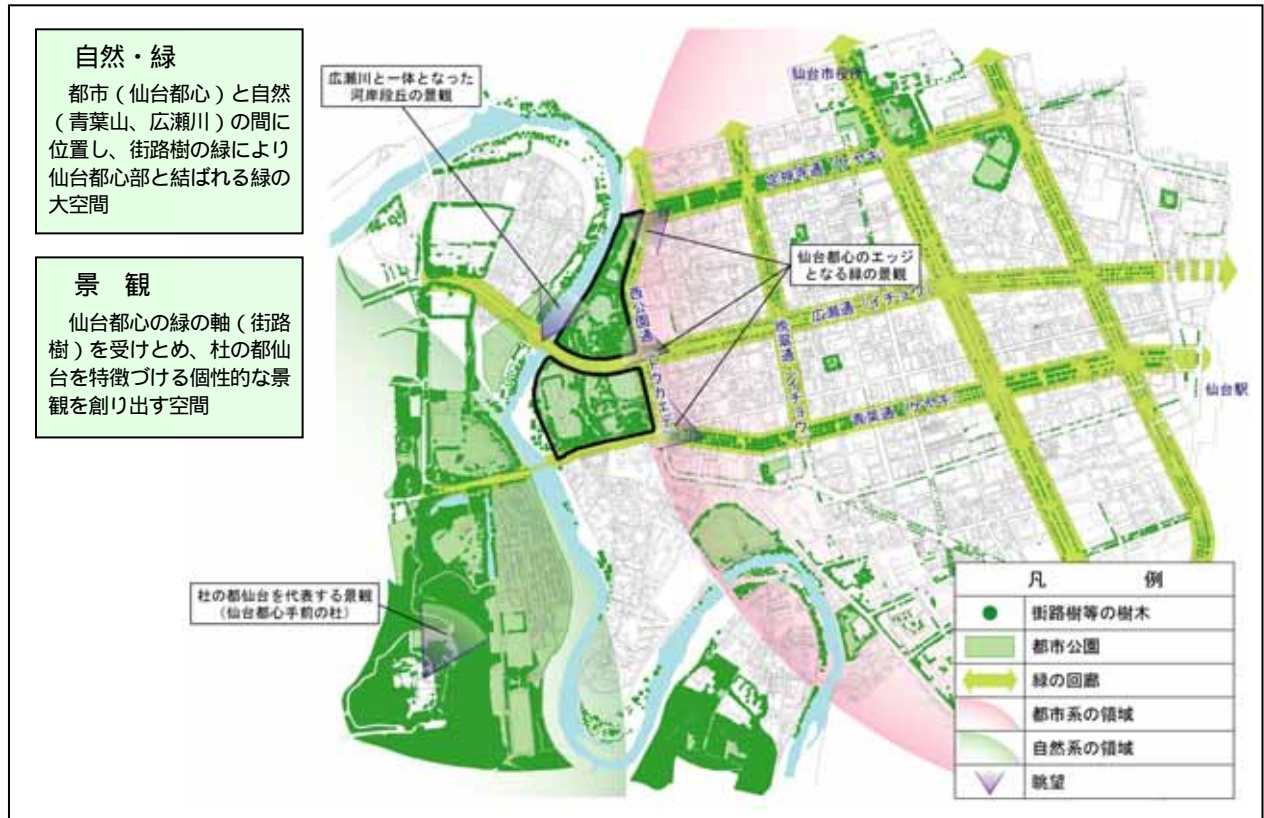 自然・緑
都市（仙台都心）と自然
（青葉山、広瀬川）の間に
位置し、街路樹の緑により
仙台都心部と結ばれる緑の
大空間
景　観
仙台都心の緑の軸（街路
樹）を受けとめ、杜の都仙
台を特徴づける個性的な景
観を創り出す空間
広瀬川と一体となった
河岸段丘の景観
仙台市役所
定禅寺通（ケヤキ）
仙台都心のエッジ
となる緑の景観
西公園通（トウカエデ）
広瀬通（イチョウ）
晩翠通（イチョウ）
青葉通（ケヤキ）
仙台駅
杜の都仙台を代表する景観
（仙台都心手前の杜）
凡　例
街路樹等の樹木
都市公園
緑の回廊
都市系の領域
自然系の領域
眺望